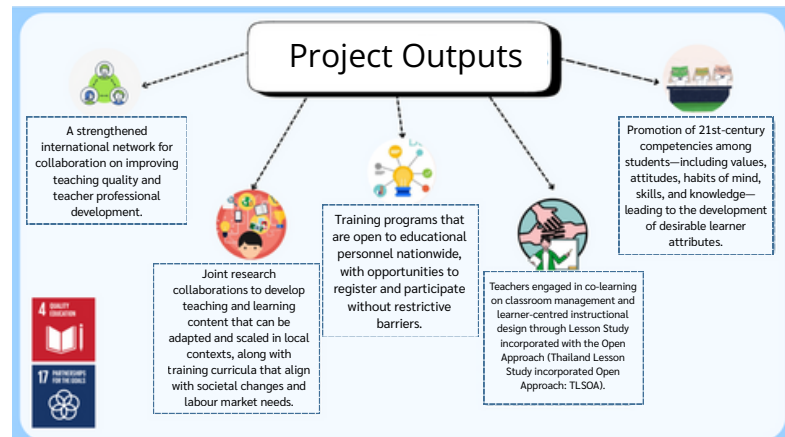 Project Outputs
A strengthened
international network for
collaboration on improving
teaching quality and
teacher professional
development.
Joint research
collaborations to develop
teaching and learning
content that can be
adapted and scaled in local
contexts, along with
training curricula that align
with societal changes and
labour market needs.
Training programs that
are open to educational
personnel nationwide,
with opportunities to
register and participate
without restrictive
barriers.
Teachers engaged in co-learning
on classroom management and
learner-centred instructional
design through Lesson Study
incorporated with the Open
Approach (Thailand Lesson
Study incorporated Open
Approach: TLSOA).
Promotion of 21st-century
competencies among
students—including values,
attitudes, habits of mind,
skills, and knowledge—
leading to the development
of desirable learner
attributes.
4 QUALITY
EDUCATION
17 PARTNERSHIPS
FOR THE GOALS